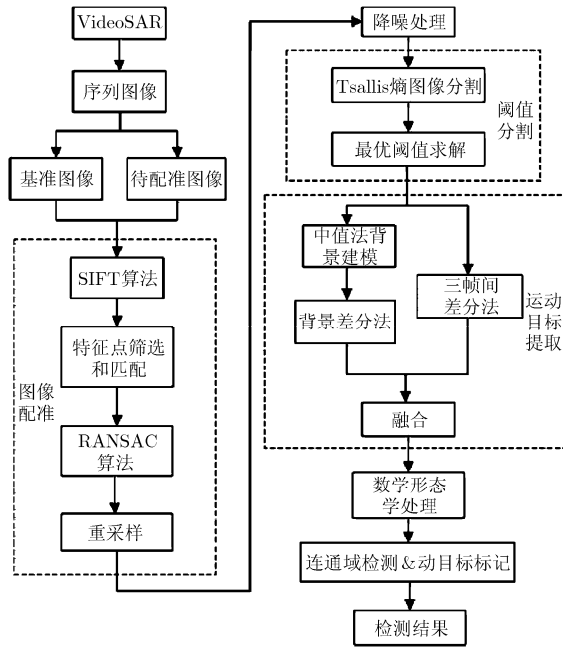 VideoSAR
序列图像
基准图像
待配准图像
SIFT算法
特征点筛选
和匹配
图像
配准
RANSAC
算法
重采样
降噪处理
Tsallis熵图像分割
最优阈值求解
阈值
分割
中值法背
景建模
背景差分法
三帧间
差分法
运动
目标
提取
融合
数学形态
学处理
连通域检测&动目标标记
检测结果